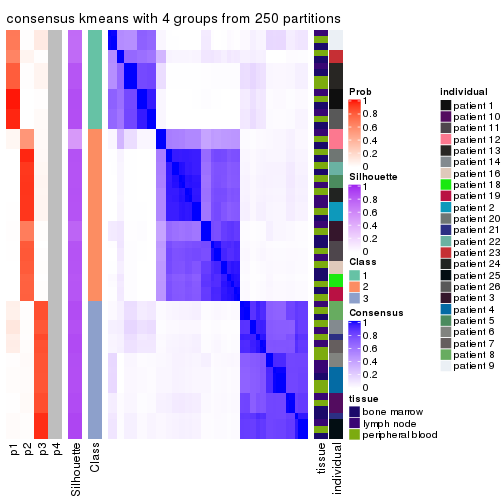 consensus kmeans with 4 groups from 250 partitions
p1
p2
p3
p4
Silhouette
Class
tissue
individual
Prob
1
0.8
0.6
0.4
0.2
0
Silhouette
1
0.8
0.6
0.4
0.2
0
Class
1
2
3
Consensus
1
0.8
0.6
0.4
0.2
0
tissue
bone marrow
lymph node
peripheral blood
individual
patient 1
patient 10
patient 11
patient 12
patient 13
patient 14
patient 16
patient 18
patient 19
patient 2
patient 20
patient 21
patient 22
patient 23
patient 24
patient 25
patient 26
patient 3
patient 4
patient 5
patient 6
patient 7
patient 8
patient 9